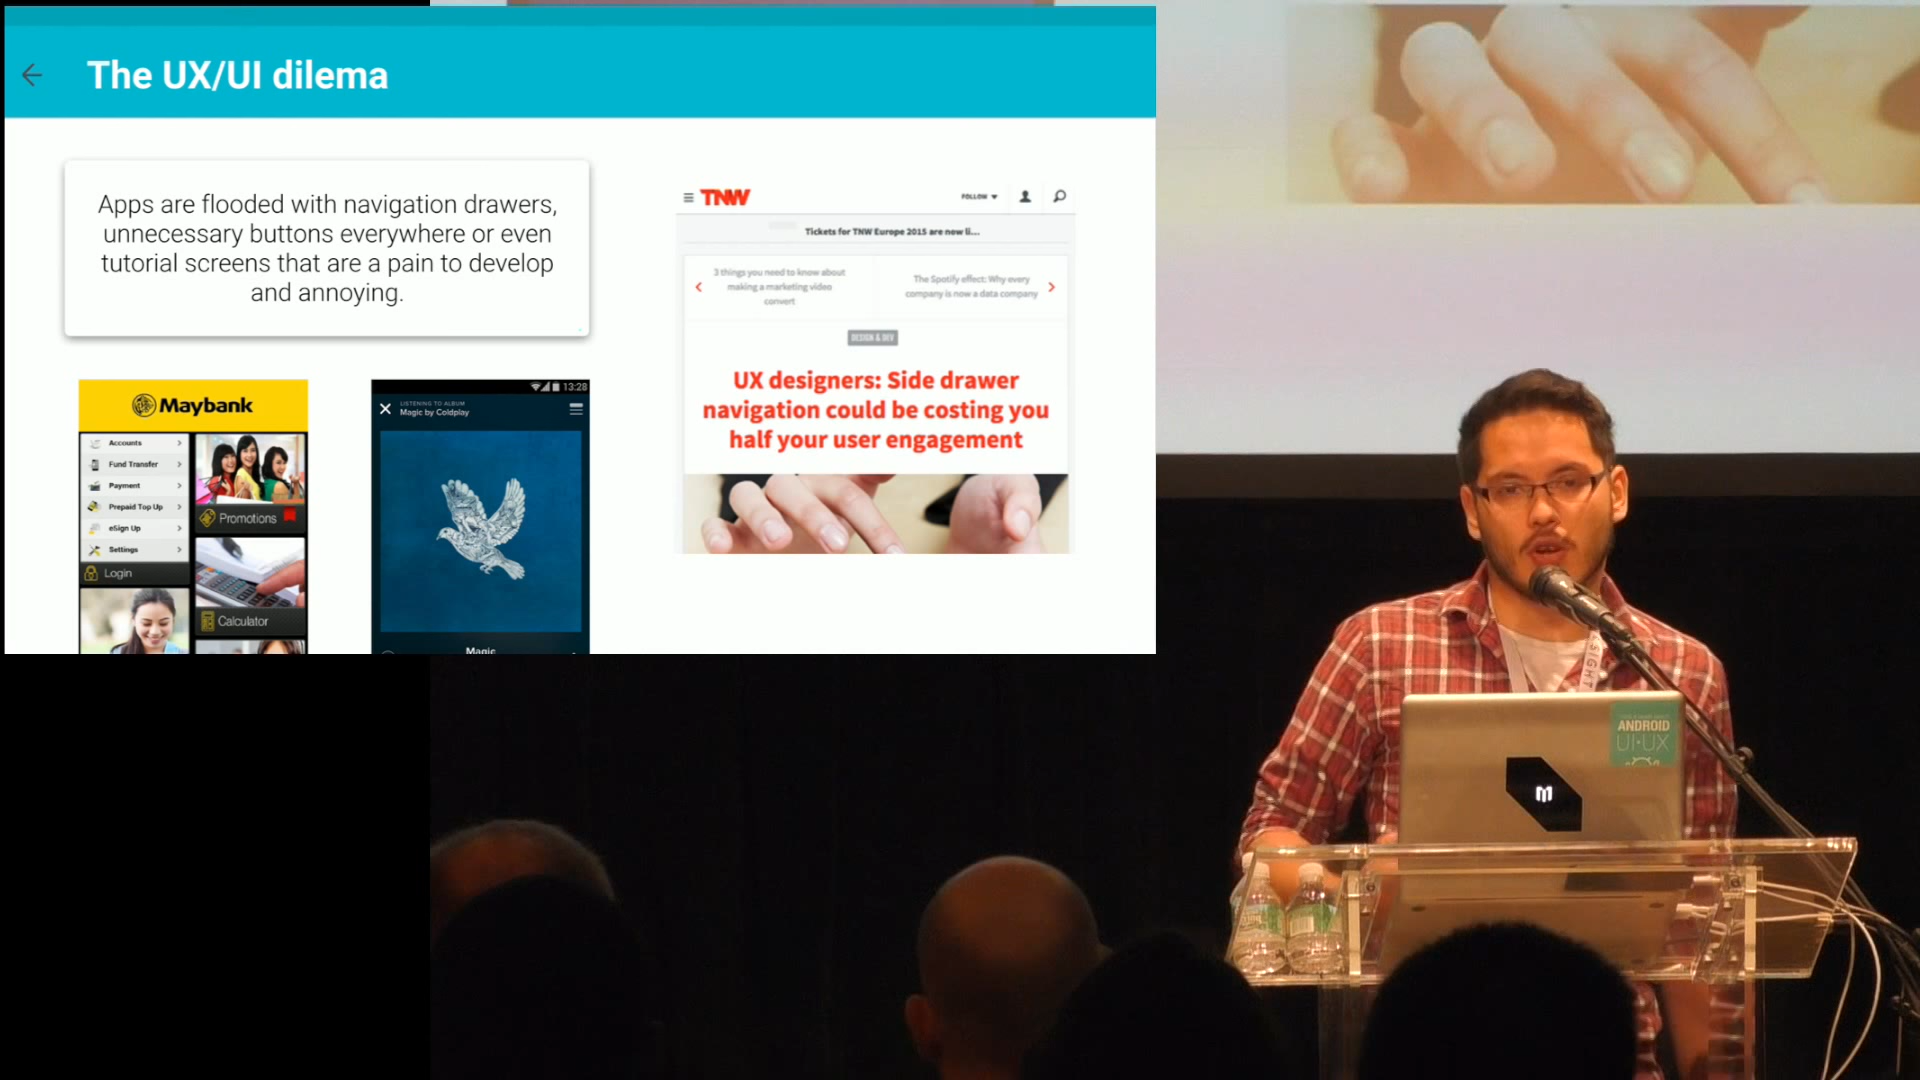 The UX/UI dilema
Apps are flooded with navigation drawers,
unnecessary buttons everywhere or even
tutorial screens that are a pain to develop
and annoying.
Maybank
Accounts
Fund Transfer
Payment
Prepaid Top Up
eSign Up
Settings
Login
Promotions
Calculator
13:28
LISTENING TO ALBUM
Magic by Coldplay
Magic
TNW
FOLLOW
Tickets for TNW Europe 2015 are now li...
3 things you need to know about
making a marketing video
convert
The Spotify effect: Why every
company is now a data company
DESIGN & DEV
UX designers: Side drawer
navigation could be costing you
half your user engagement
SIGHT
ANDROID
UI·UX